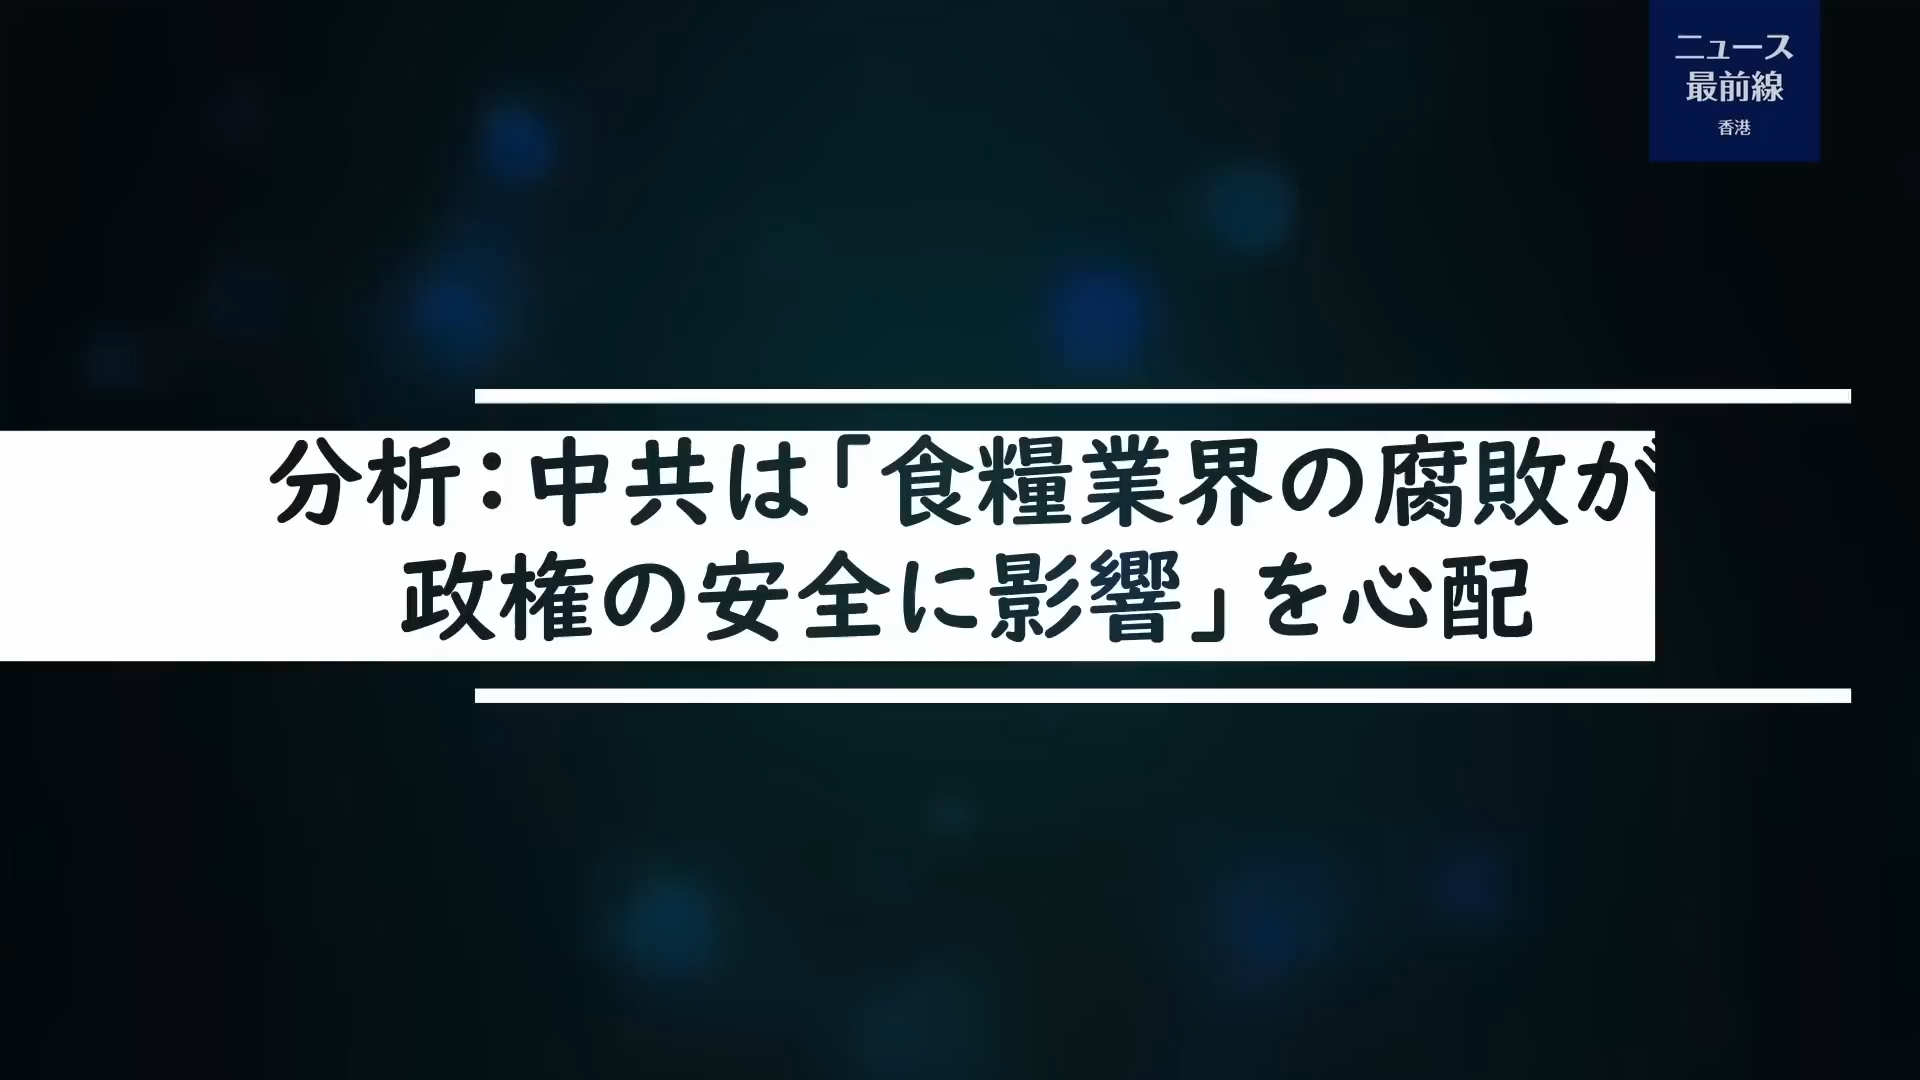 ニュース
最前線
香港
分析：中共は「食糧業界の腐敗が
政権の安全に影響」を心配